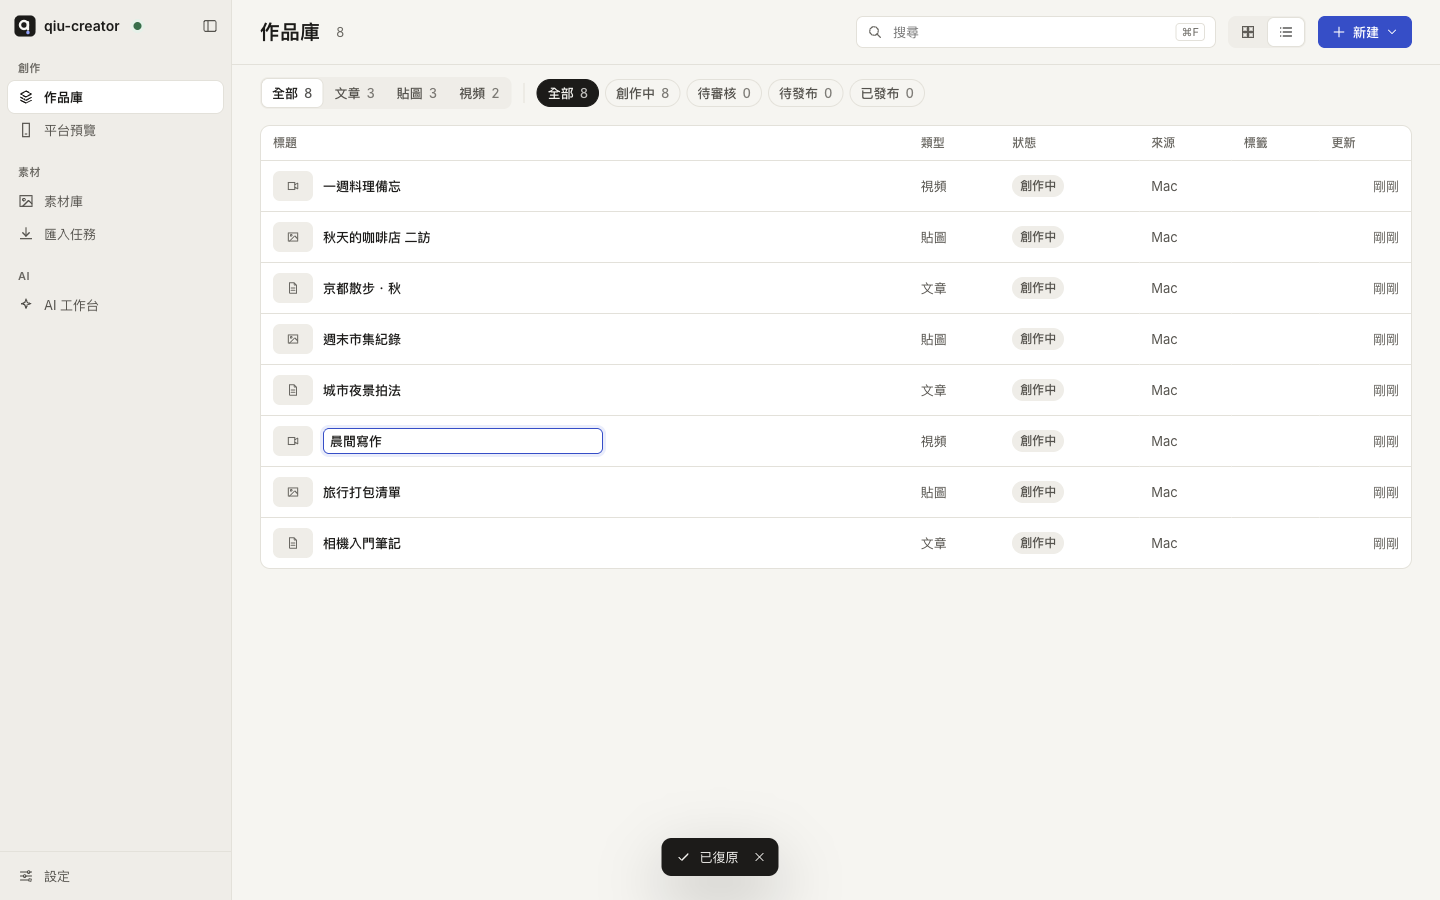 qiu-creator
創作
作品庫
平台預覽
素材
素材庫
匯入任務
AI
AI 工作台
設定
作品庫 8
搜尋 ⌘F
新建
全部 8 文章 3 貼圖 3 視頻 2 全部 8 創作中 8 待審核 0 待發布 0 已發布 0
標題 類型 狀態 來源 標籤 更新
一週料理備忘 視頻 創作中 Mac 剛剛
秋天的咖啡店 二訪 貼圖 創作中 Mac 剛剛
京都散步・秋 文章 創作中 Mac 剛剛
週末市集紀錄 貼圖 創作中 Mac 剛剛
城市夜景拍法 文章 創作中 Mac 剛剛
晨間寫作 視頻 創作中 Mac 剛剛
旅行打包清單 貼圖 創作中 Mac 剛剛
相機入門筆記 文章 創作中 Mac 剛剛
已復原